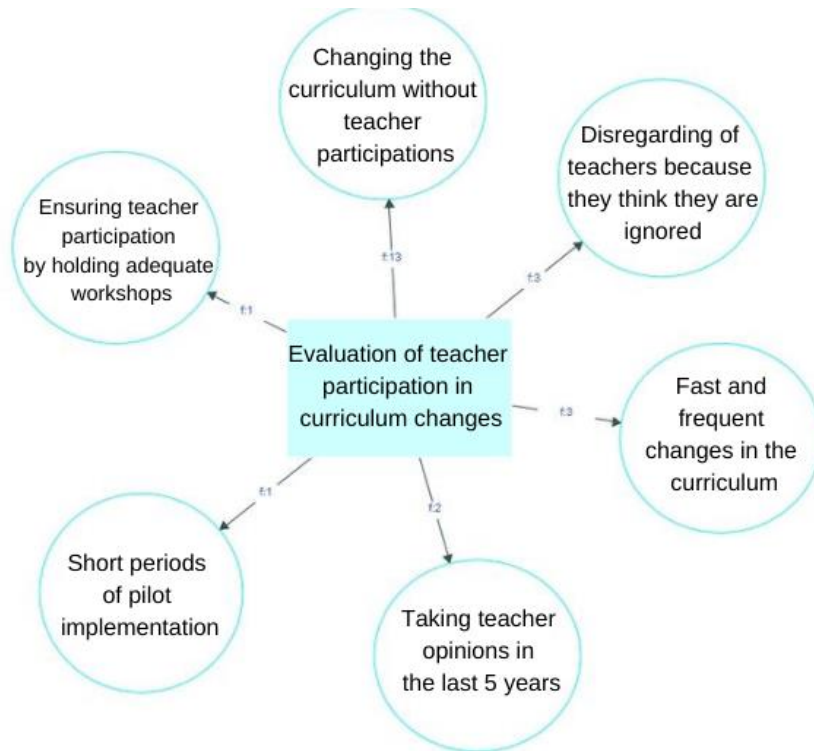 Changing the
curriculum without
teacher
participations
Disregarding of
teachers because
they think they are
ignored
Ensuring teacher
participation
by holding adequate
workshops
f:13
f:3
f:1
Evaluation of teacher
participation in
curriculum changes
Fast and
frequent
changes in the
curriculum
f:3
f:1
f:2
Short periods
of pilot
implementation
Taking teacher
opinions in
the last 5 years